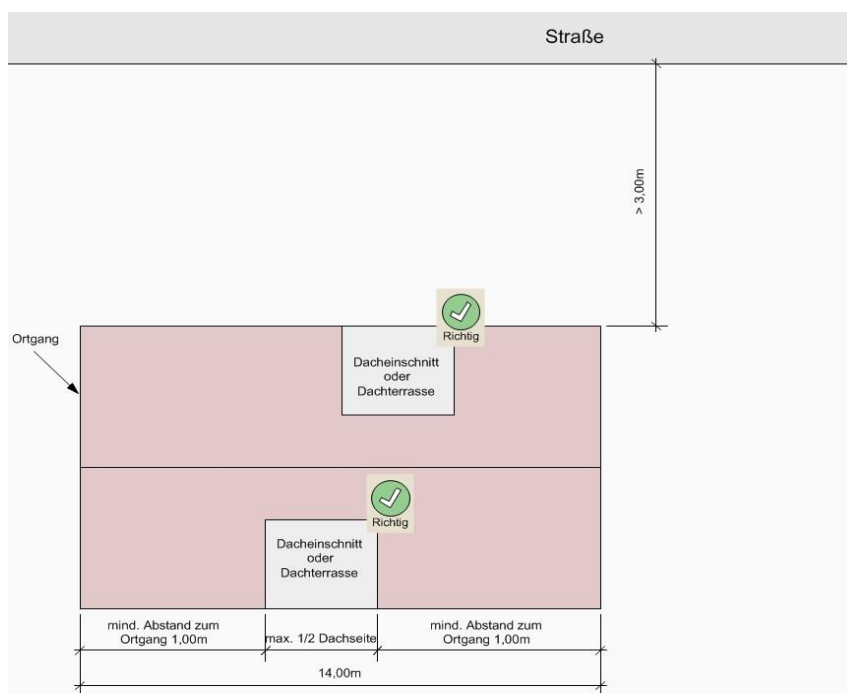 Straße
> 3,00m
Richtig
Ortgang
Dacheinschnitt
oder
Dachterrasse
Richtig
Dacheinschnitt
oder
Dachterrasse
mind. Abstand zum
Ortgang 1,00m
max. 1/2 Dachseite
mind. Abstand zum
Ortgang 1,00m
14,00m